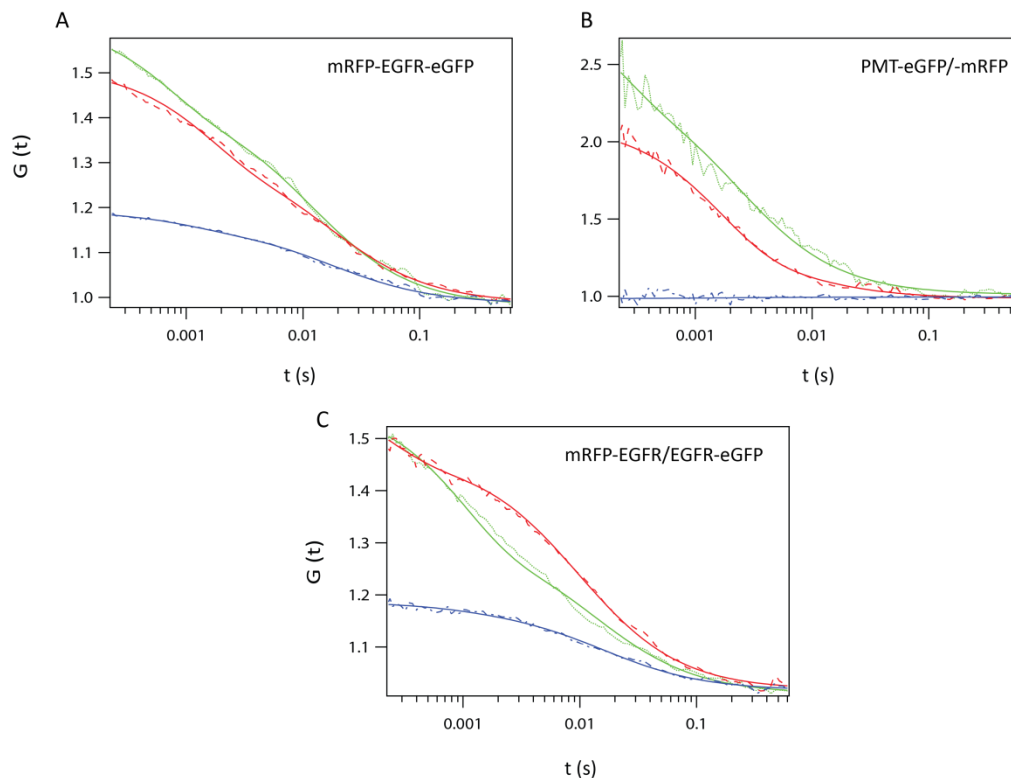 A
mRFP-EGFR-eGFP
G (t)
1.5
1.4
1.3
1.2
1.1
1.0
0.001
0.01
0.1
t (s)
B
PMT-eGFP/-mRFP
2.5
2.0
1.5
1.0
0.001
0.01
0.1
t (s)
C
mRFP-EGFR/EGFR-eGFP
G (t)
1.5
1.4
1.3
1.2
1.1
0.001
0.01
0.1
t (s)